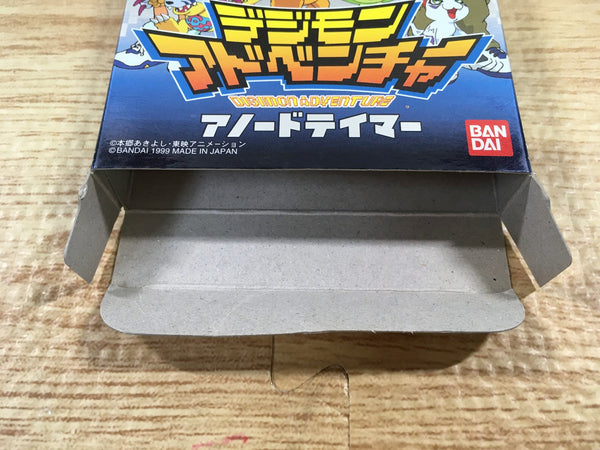 デジモン
アドベンチャー
DIGIMON ADVENTURE
アノードテイマー
©本郷あきよし・東映アニメーション
©BANDAI 1999 MADE IN JAPAN
BAN
DAI